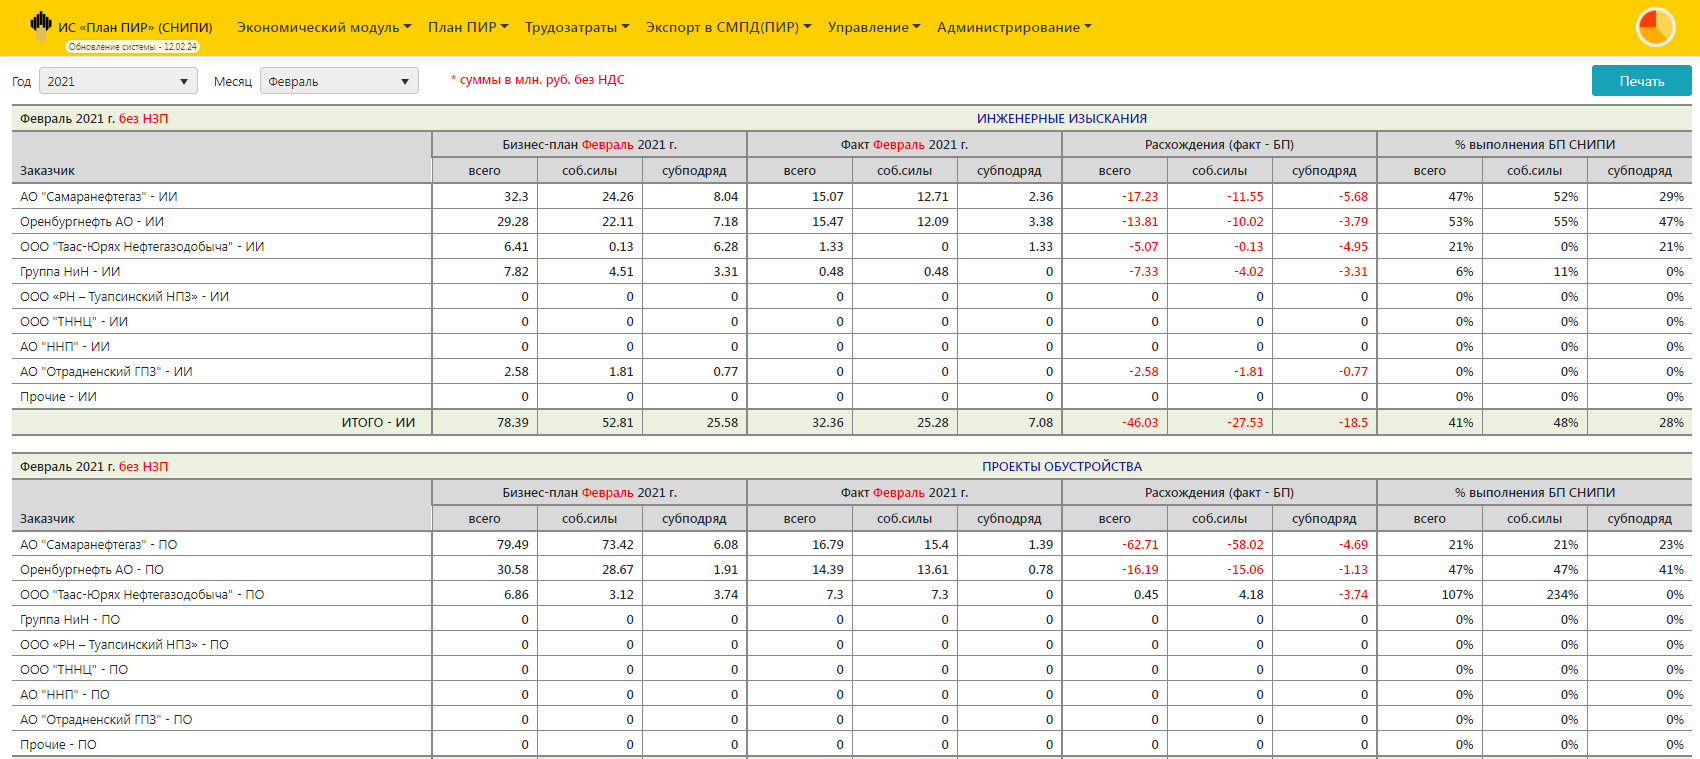 ИС «План ПИР» (СНИПИ) Экономический модуль План ПИР Трудозатраты Экспорт в СМПД(ПИР) Управление Администрирование
Обновление системы - 12.02.24
Год 2021 Месяц Февраль * суммы в млн. руб. без НДС Печать
Февраль 2021 г. без НЗП ИНЖЕНЕРНЫЕ ИЗЫСКАНИЯ
Бизнес-план Февраль 2021 г. Факт Февраль 2021 г. Расхождения (факт - БП) % выполнения БП СНИПИ
Заказчик всего соб.силы субподряд всего соб.силы субподряд всего соб.силы субподряд всего соб.силы субподряд
АО "Самаранефтегаз" - ИИ 32.3 24.26 8.04 15.07 12.71 2.36 -17.23 -11.55 -5.68 47% 52% 29%
Оренбургнефть АО - ИИ 29.28 22.11 7.18 15.47 12.09 3.38 -13.81 -10.02 -3.79 53% 55% 47%
ООО "Таас-Юрях Нефтегазодобыча" - ИИ 6.41 0.13 6.28 1.33 0 1.33 -5.07 -0.13 -4.95 21% 0% 21%
Группа НиН - ИИ 7.82 4.51 3.31 0.48 0.48 0 -7.33 -4.02 -3.31 6% 11% 0%
ООО «РН – Туапсинский НПЗ» - ИИ 0 0 0 0 0 0 0 0 0 0% 0% 0%
ООО "ТННЦ" - ИИ 0 0 0 0 0 0 0 0 0 0% 0% 0%
АО "ННП" - ИИ 0 0 0 0 0 0 0 0 0 0% 0% 0%
АО "Отрадненский ГПЗ" - ИИ 2.58 1.81 0.77 0 0 0 -2.58 -1.81 -0.77 0% 0% 0%
Прочие - ИИ 0 0 0 0 0 0 0 0 0 0% 0% 0%
ИТОГО - ИИ 78.39 52.81 25.58 32.36 25.28 7.08 -46.03 -27.53 -18.5 41% 48% 28%
Февраль 2021 г. без НЗП ПРОЕКТЫ ОБУСТРОЙСТВА
Бизнес-план Февраль 2021 г. Факт Февраль 2021 г. Расхождения (факт - БП) % выполнения БП СНИПИ
Заказчик всего соб.силы субподряд всего соб.силы субподряд всего соб.силы субподряд всего соб.силы субподряд
АО "Самаранефтегаз" - ПО 79.49 73.42 6.08 16.79 15.4 1.39 -62.71 -58.02 -4.69 21% 21% 23%
Оренбургнефть АО - ПО 30.58 28.67 1.91 14.39 13.61 0.78 -16.19 -15.06 -1.13 47% 47% 41%
ООО "Таас-Юрях Нефтегазодобыча" - ПО 6.86 3.12 3.74 7.3 7.3 0 0.45 4.18 -3.74 107% 234% 0%
Группа НиН - ПО 0 0 0 0 0 0 0 0 0 0% 0% 0%
ООО «РН – Туапсинский НПЗ» - ПО 0 0 0 0 0 0 0 0 0 0% 0% 0%
ООО "ТННЦ" - ПО 0 0 0 0 0 0 0 0 0 0% 0% 0%
АО "ННП" - ПО 0 0 0 0 0 0 0 0 0 0% 0% 0%
АО "Отрадненский ГПЗ" - ПО 0 0 0 0 0 0 0 0 0 0% 0% 0%
Прочие - ПО 0 0 0 0 0 0 0 0 0 0% 0% 0%